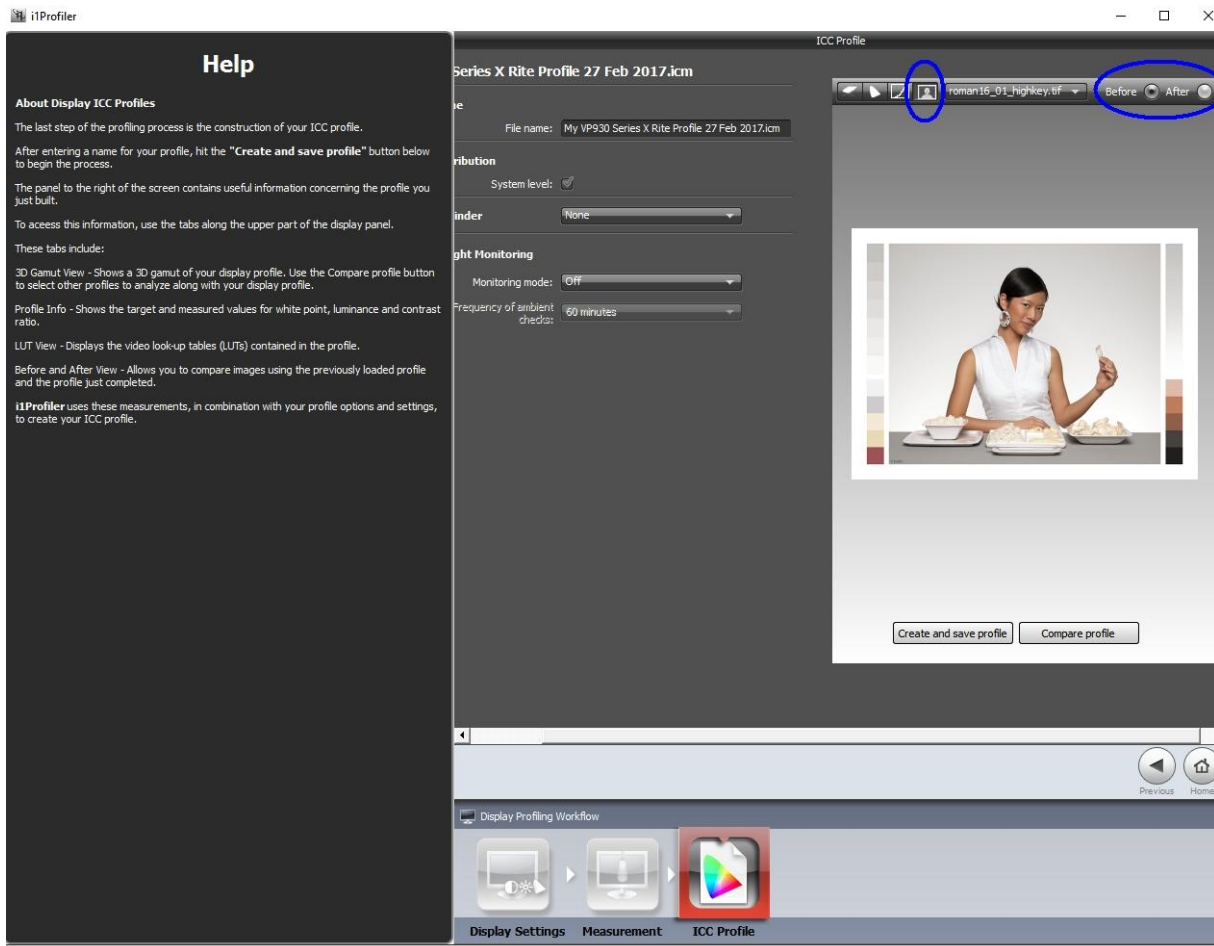 i1Profiler
Help
About Display ICC Profiles
The last step of the profiling process is the construction of your ICC profile.
After entering a name for your profile, hit the "Create and save profile" button below
to begin the process.
The panel to the right of the screen contains useful information concerning the profile you
just built.
To aceess this information, use the tabs along the upper part of the display panel.
These tabs include:
3D Gamut View - Shows a 3D gamut of your display profile. Use the Compare profile button
to select other profiles to analyze along with your display profile.
Profile Info - Shows the target and measured values for white point, luminance and contrast
ratio.
LUT View - Displays the video look-up tables (LUTs) contained in the profile.
Before and After View - Allows you to compare images using the previously loaded profile
and the profile just completed.
i1Profiler uses these measurements, in combination with your profile options and settings,
to create your ICC profile.
ICC Profile
Series X Rite Profile 27 Feb 2017.icm
ne
File name: My VP930 Series X Rite Profile 27 Feb 2017.icm
ribution
System level:
inder None
ght Monitoring
Monitoring mode: Off
Frequency of ambient
checks: 60 minutes
roman16_01_highkey.tif Before After
Create and save profile Compare profile
Previous Home
Display Profiling Workflow
Display Settings Measurement ICC Profile